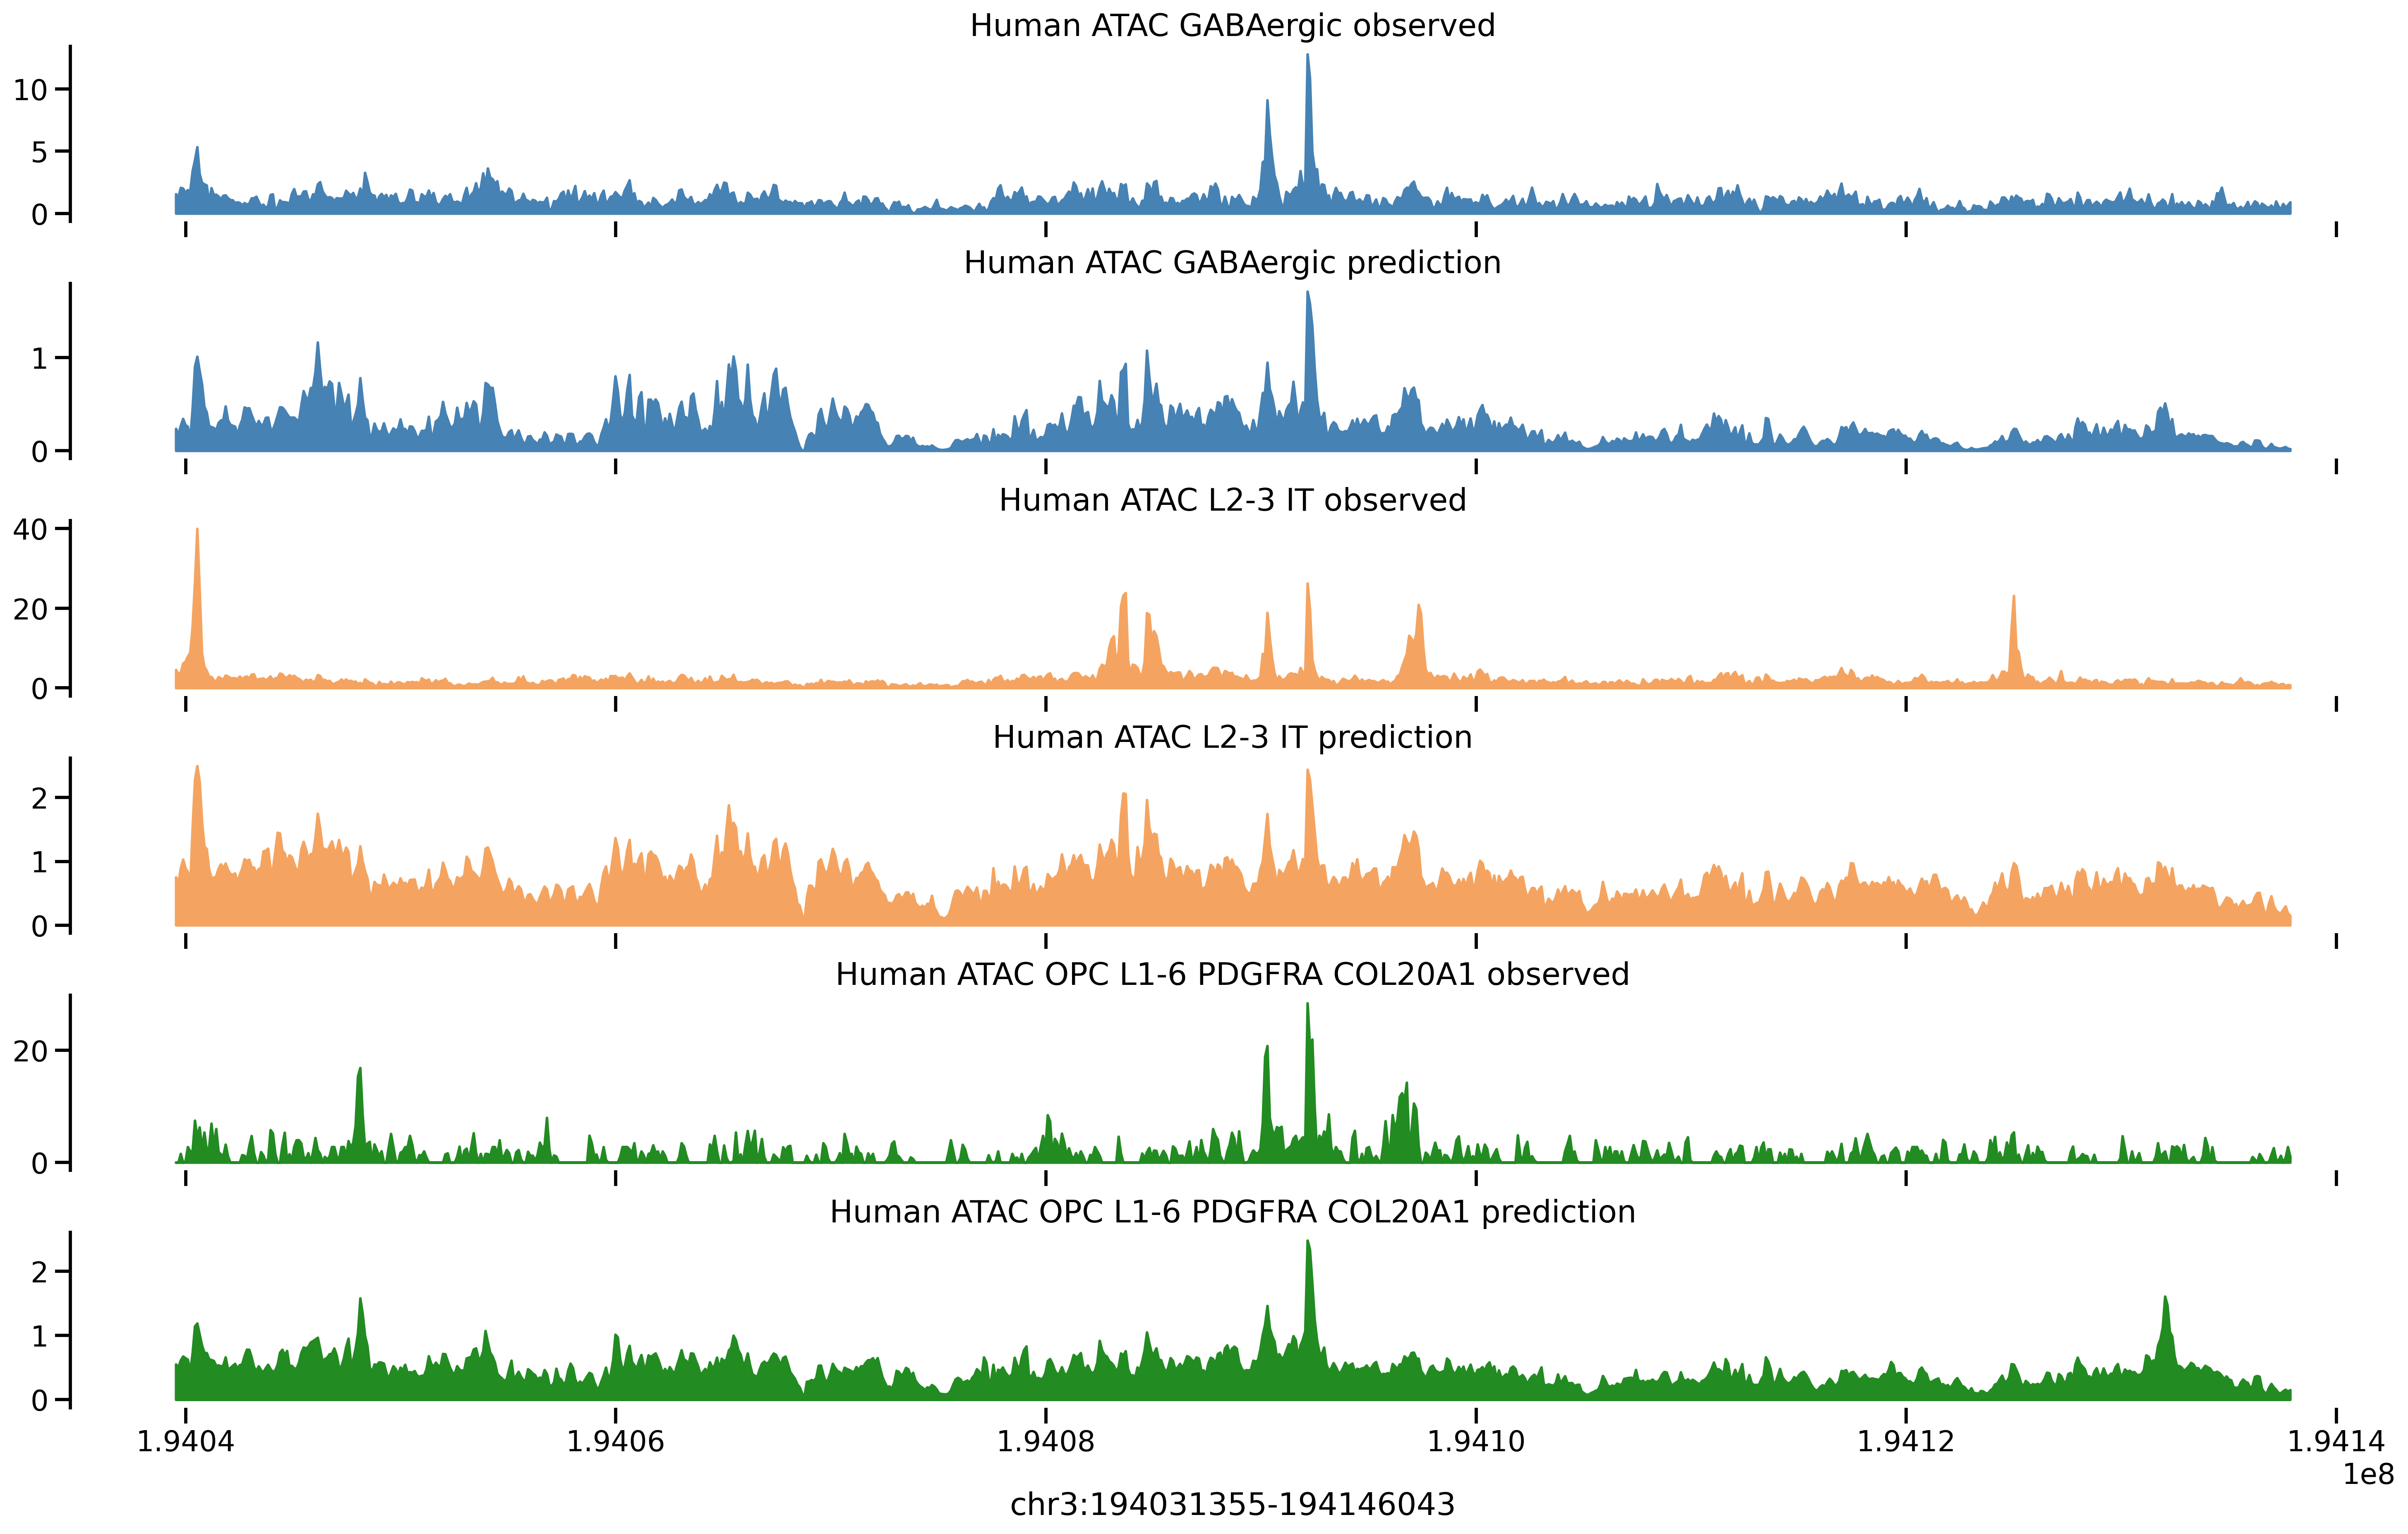 Human ATAC GABAergic observed
10
5
0
Human ATAC GABAergic prediction
1
0
Human ATAC L2-3 IT observed
40
20
0
Human ATAC L2-3 IT prediction
2
1
0
Human ATAC OPC L1-6 PDGFRA COL20A1 observed
20
0
Human ATAC OPC L1-6 PDGFRA COL20A1 prediction
2
1
0
1.9404 1.9406 1.9408 1.9410 1.9412 1.9414
1e8
chr3:194031355-194146043